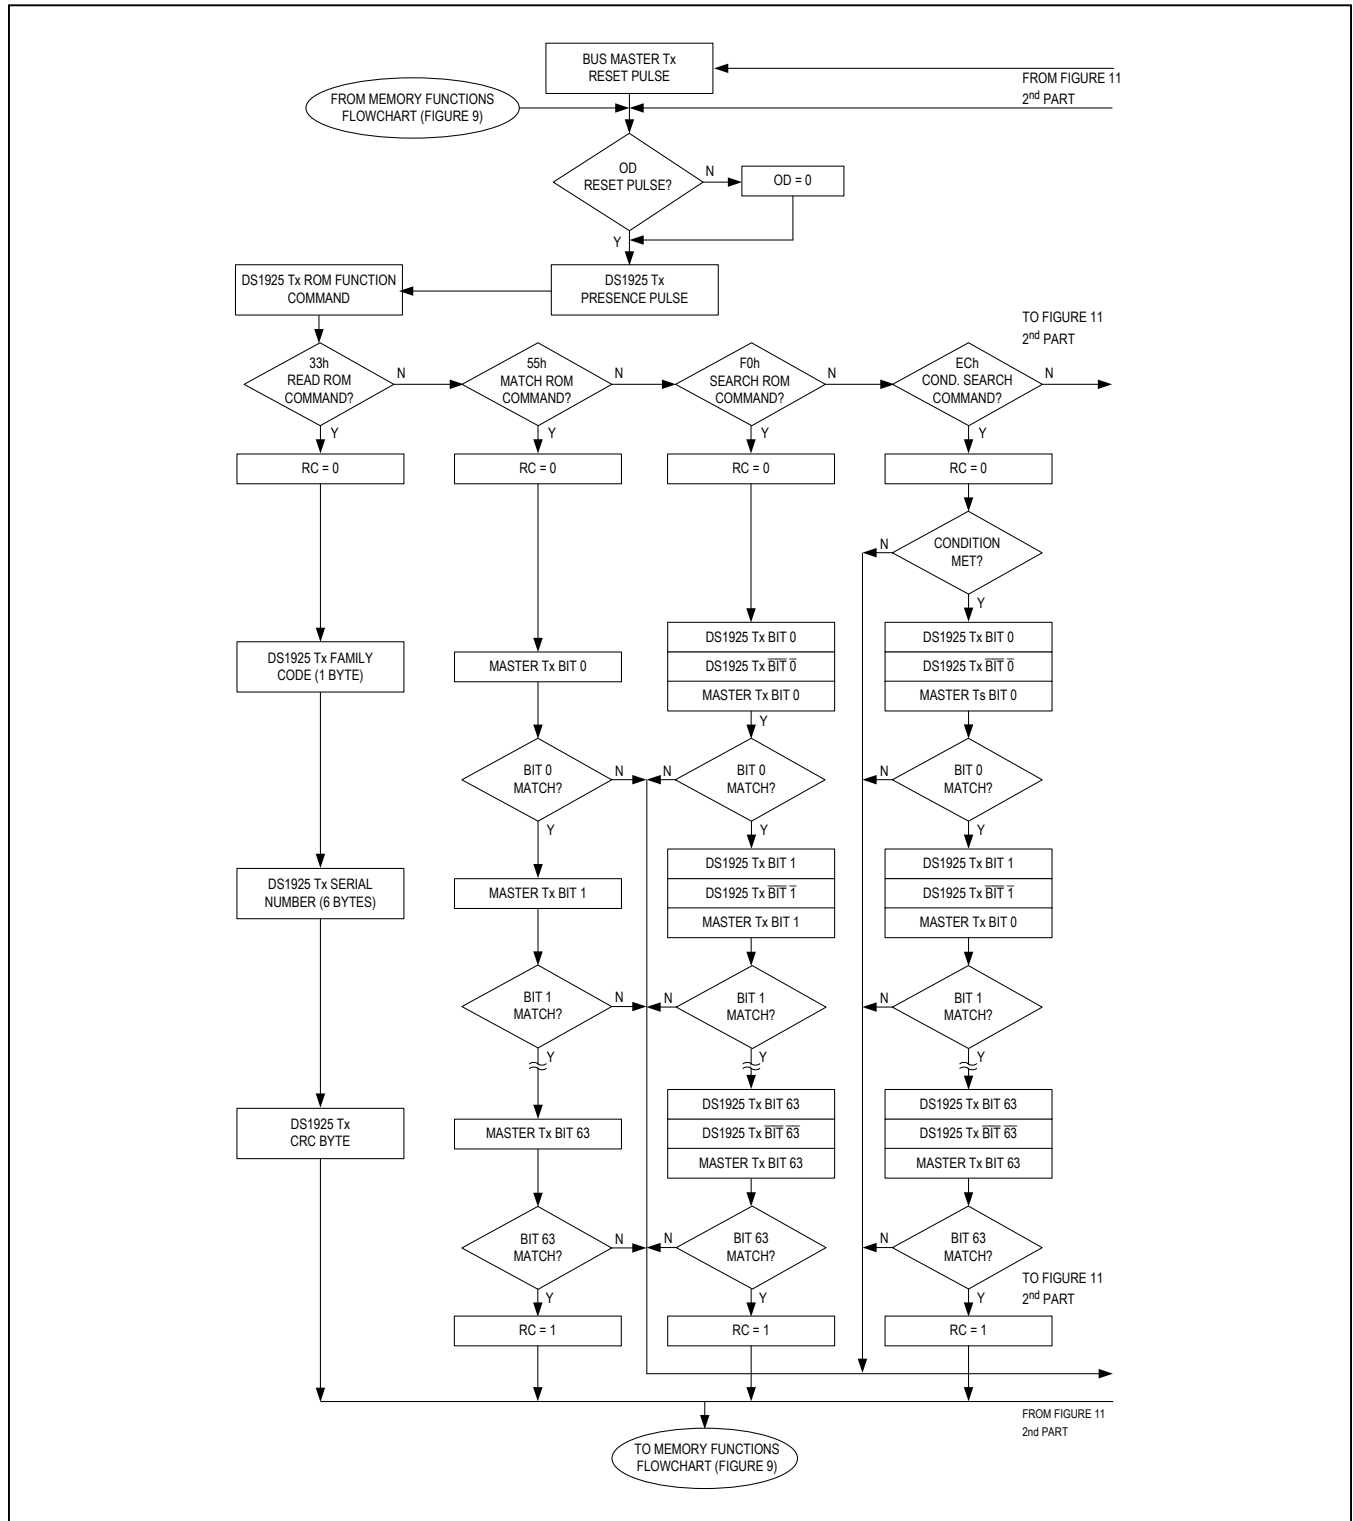 BUS MASTER Tx
RESET PULSE
FROM FIGURE 11
2nd PART
FROM MEMORY FUNCTIONS
FLOWCHART (FIGURE 9)
OD
RESET PULSE?
N
OD = 0
Y
DS1925 Tx ROM FUNCTION
COMMAND
DS1925 Tx
PRESENCE PULSE
TO FIGURE 11
2nd PART
33h
READ ROM
COMMAND?
N
55h
MATCH ROM
COMMAND?
N
F0h
SEARCH ROM
COMMAND?
N
ECh
COND. SEARCH
COMMAND?
N
Y
Y
Y
Y
RC = 0
RC = 0
RC = 0
RC = 0
N
CONDITION
MET?
Y
DS1925 Tx FAMILY
CODE (1 BYTE)
MASTER Tx BIT 0
DS1925 Tx BIT 0
DS1925 Tx B̅I̅T̅ 0̅
MASTER Tx BIT 0
DS1925 Tx BIT 0
DS1925 Tx B̅I̅T̅ 0̅
MASTER Ts BIT 0
Y
BIT 0
MATCH?
N
N
BIT 0
MATCH?
N
BIT 0
MATCH?
Y
Y
Y
DS1925 Tx SERIAL
NUMBER (6 BYTES)
MASTER Tx BIT 1
DS1925 Tx BIT 1
DS1925 Tx B̅I̅T̅ 1̅
MASTER Tx BIT 1
DS1925 Tx BIT 1
DS1925 Tx B̅I̅T̅ 1̅
MASTER Tx BIT 0
BIT 1
MATCH?
N
N
BIT 1
MATCH?
N
BIT 1
MATCH?
Y
Y
Y
DS1925 Tx
CRC BYTE
MASTER Tx BIT 63
DS1925 Tx BIT 63
DS1925 Tx B̅I̅T̅ 6̅3̅
MASTER Tx BIT 63
DS1925 Tx BIT 63
DS1925 Tx B̅I̅T̅ 6̅3̅
MASTER Tx BIT 63
BIT 63
MATCH?
N
N
BIT 63
MATCH?
N
BIT 63
MATCH?
TO FIGURE 11
2nd PART
Y
Y
Y
RC = 1
RC = 1
RC = 1
FROM FIGURE 11
2nd PART
TO MEMORY FUNCTIONS
FLOWCHART (FIGURE 9)